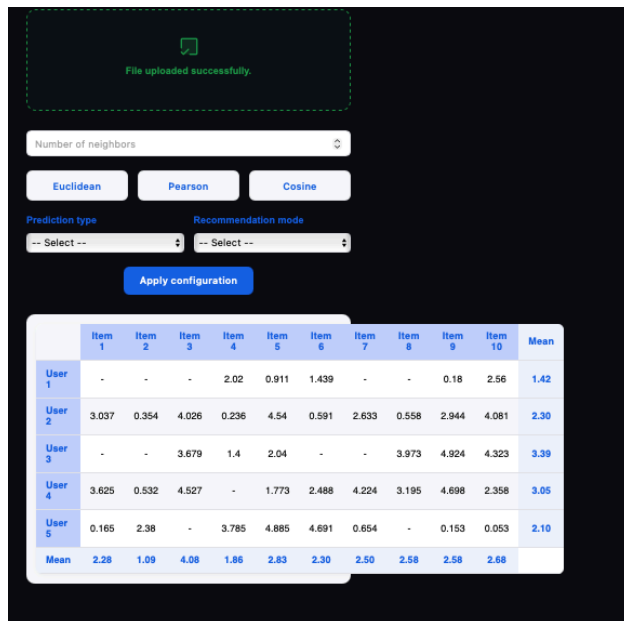 File uploaded successfully.
Number of neighbors
Euclidean Pearson Cosine
Prediction type Recommendation mode
-- Select -- -- Select --
Apply configuration
Item 1 Item 2 Item 3 Item 4 Item 5 Item 6 Item 7 Item 8 Item 9 Item 10 Mean
User 1 - - - 2.02 0.911 1.439 - - 0.18 2.56 1.42
User 2 3.037 0.354 4.026 0.236 4.54 0.591 2.633 0.558 2.944 4.081 2.30
User 3 - - 3.679 1.4 2.04 - - 3.973 4.924 4.323 3.39
User 4 3.625 0.532 4.527 - 1.773 2.488 4.224 3.195 4.698 2.358 3.05
User 5 0.165 2.38 - 3.785 4.885 4.691 0.654 - 0.153 0.053 2.10
Mean 2.28 1.09 4.08 1.86 2.83 2.30 2.50 2.58 2.58 2.68